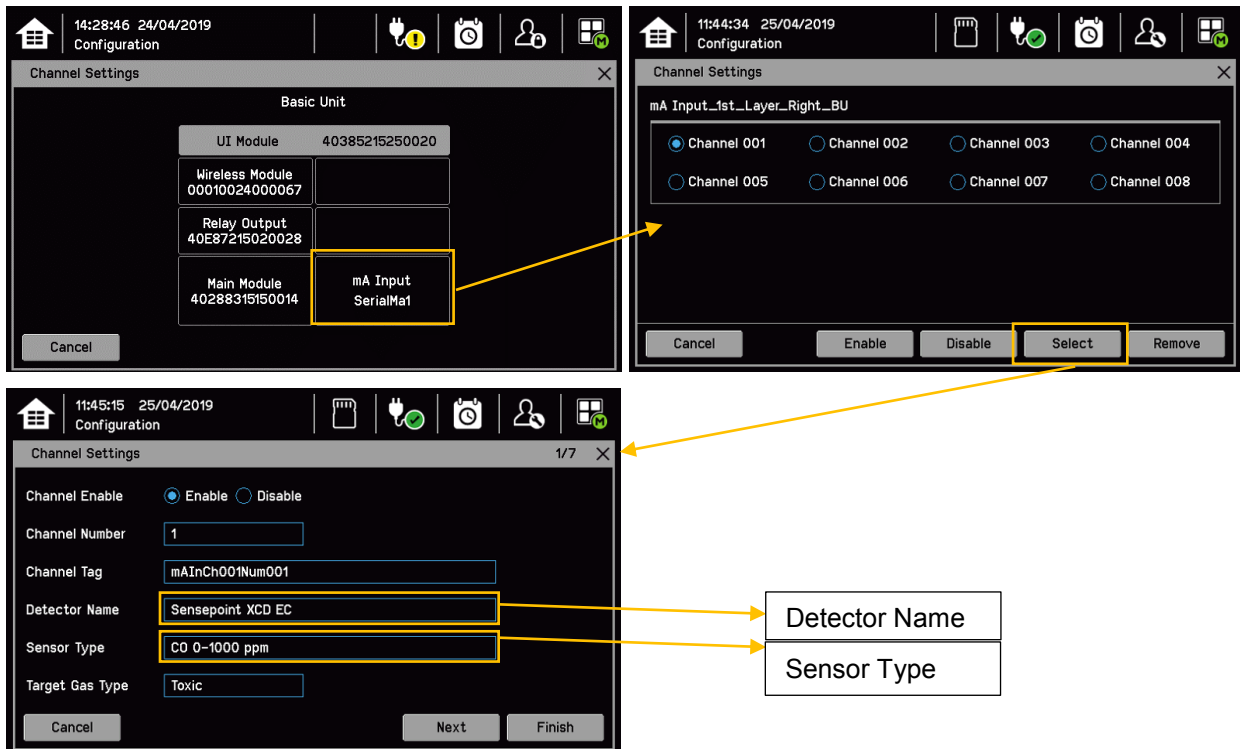 14:28:46 24/04/2019
Configuration
Channel Settings
Basic Unit
UI Module 40385215250020
Wireless Module
00010024000067
Relay Output
40E87215020028
Main Module
40288315150014
mA Input
SerialMa1
Cancel
11:44:34 25/04/2019
Configuration
Channel Settings
mA Input_1st_Layer_Right_BU
Channel 001 Channel 002 Channel 003 Channel 004
Channel 005 Channel 006 Channel 007 Channel 008
Cancel Enable Disable Select Remove
11:45:15 25/04/2019
Configuration
Channel Settings 1/7
Channel Enable Enable Disable
Channel Number 1
Channel Tag mAInCh001Num001
Detector Name Sensepoint XCD EC
Sensor Type CO 0-1000 ppm
Target Gas Type Toxic
Cancel Next Finish
Detector Name
Sensor Type